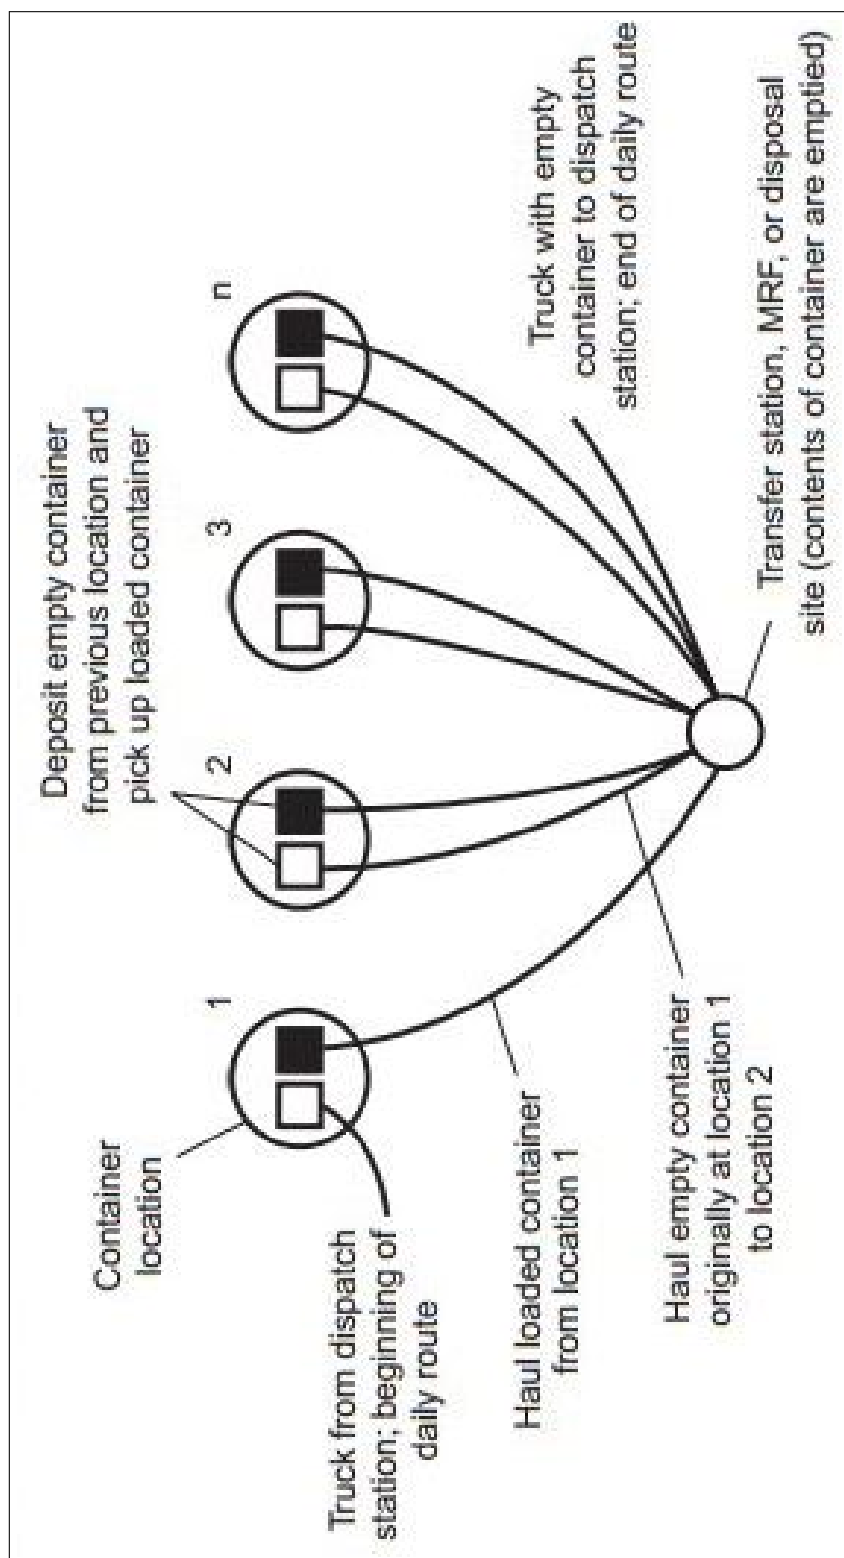 Deposit empty container
from previous location and
pick up loaded container
Container
location
1
2
3
n
Truck from dispatch
station; beginning of
daily route
Haul loaded container
from location 1
Haul empty container
originally at location 1
to location 2
Truck with empty
container to dispatch
station; end of daily route
Transfer station, MRF, or disposal
site (contents of container are emptied)